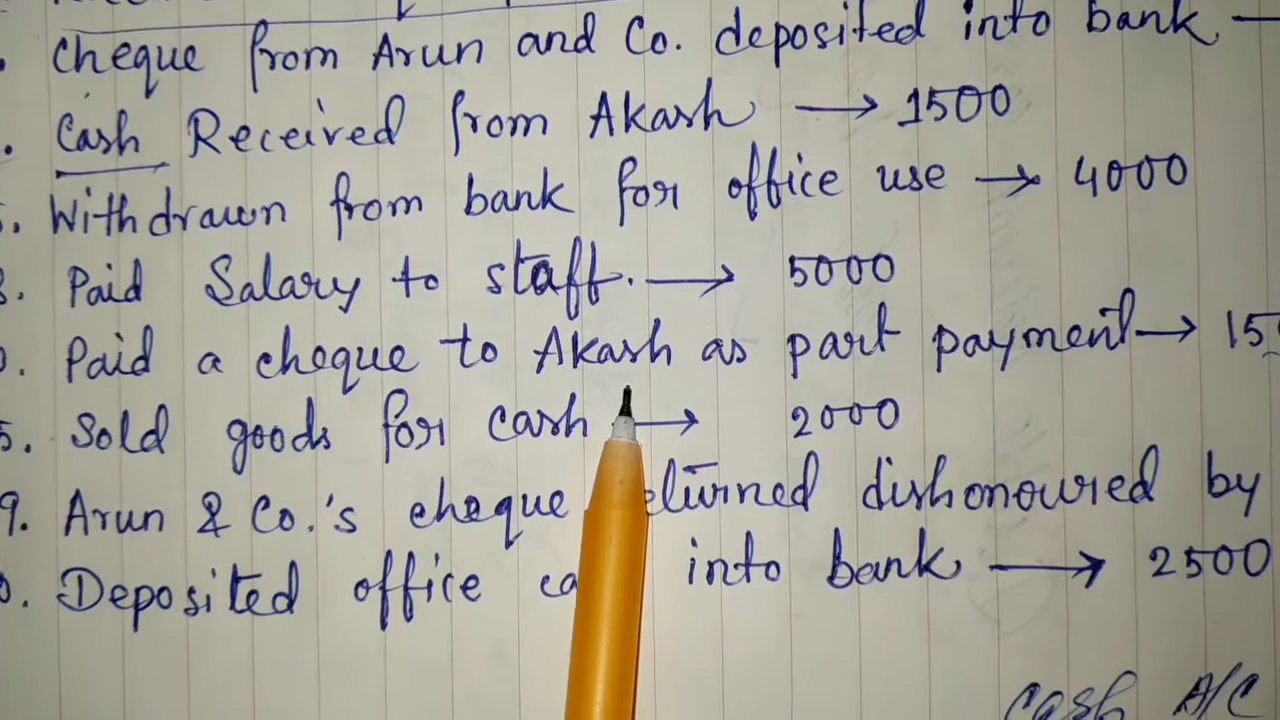 . Cheque from Arun and Co. deposited into bank —
. Cash Received from Akash → 1500
. Withdrawn from bank for office use → 4000
. Paid Salary to staff. → 5000
. Paid a cheque to Akash as part payment → 15
5. Sold goods for cash → 2000
9. Arun & Co.'s cheque dishonoured by
. Deposited office into bank → 2500
Cash A/C